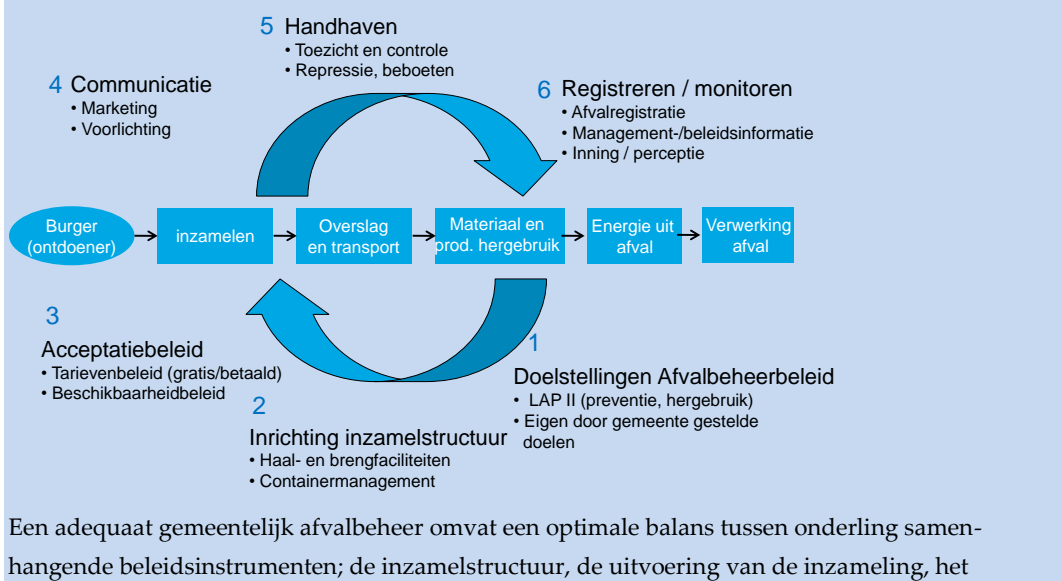 5 Handhaven
• Toezicht en controle
• Repressie, beboeten
4 Communicatie
• Marketing
• Voorlichting
6 Registreren / monitoren
• Afvalregistratie
• Management-/beleidsinformatie
• Inning / perceptie
Burger
(ontdoener)
inzamelen
Overslag
en transport
Materiaal en
prod. hergebruik
Energie uit
afval
Verwerking
afval
3
Acceptatiebeleid
• Tarievenbeleid (gratis/betaald)
• Beschikbaarheidbeleid
2
Inrichting inzamelstructuur
• Haal- en brengfaciliteiten
• Containermanagement
1
Doelstellingen Afvalbeheerbeleid
• LAP II (preventie, hergebruik)
• Eigen door gemeente gestelde
doelen
Een adequaat gemeentelijk afvalbeheer omvat een optimale balans tussen onderling samen-
hangende beleidsinstrumenten; de inzamelstructuur, de uitvoering van de inzameling, het